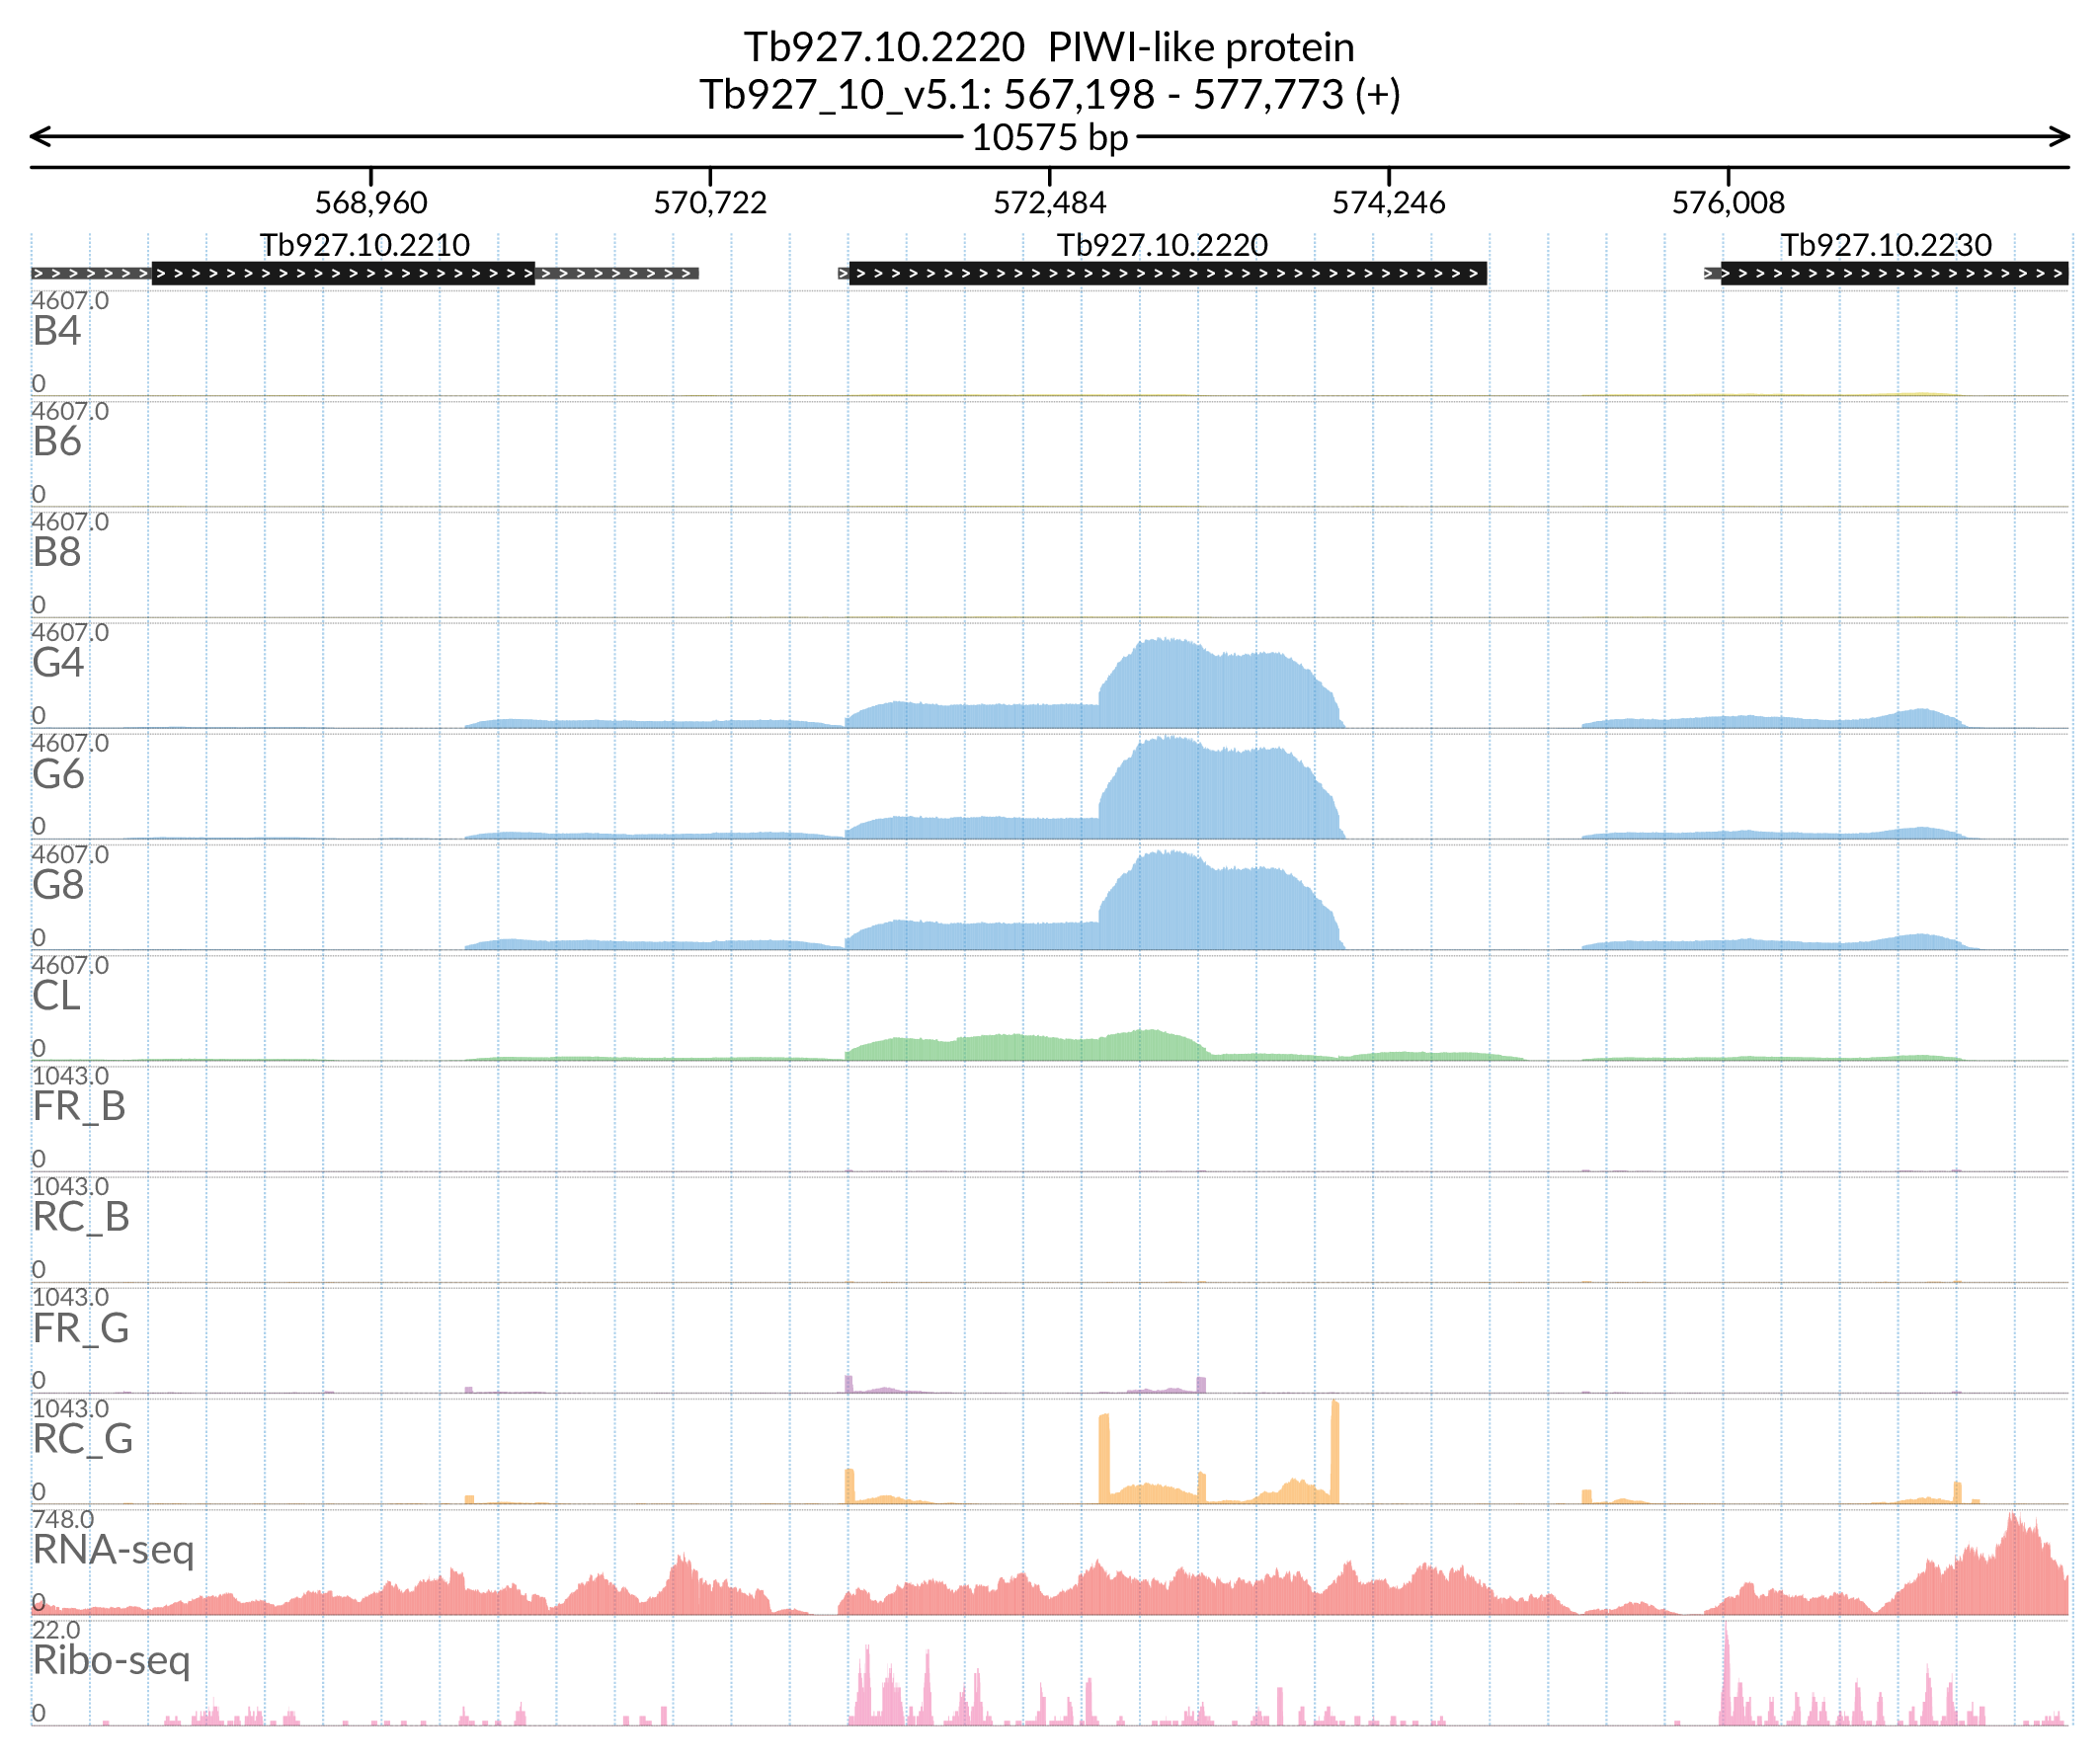 Tb927.10.2220 PIWI-like protein
Tb927_10_v5.1: 567,198 - 577,773 (+)
10575 bp
568,960 570,722 572,484 574,246 576,008
Tb927.10.2210 Tb927.10.2220 Tb927.10.2230
4607.0
B4
0
4607.0
B6
0
4607.0
B8
0
4607.0
G4
0
4607.0
G6
0
4607.0
G8
0
4607.0
CL
0
1043.0
FR_B
0
1043.0
RC_B
0
1043.0
FR_G
0
1043.0
RC_G
0
748.0
RNA-seq
0
22.0
Ribo-seq
0